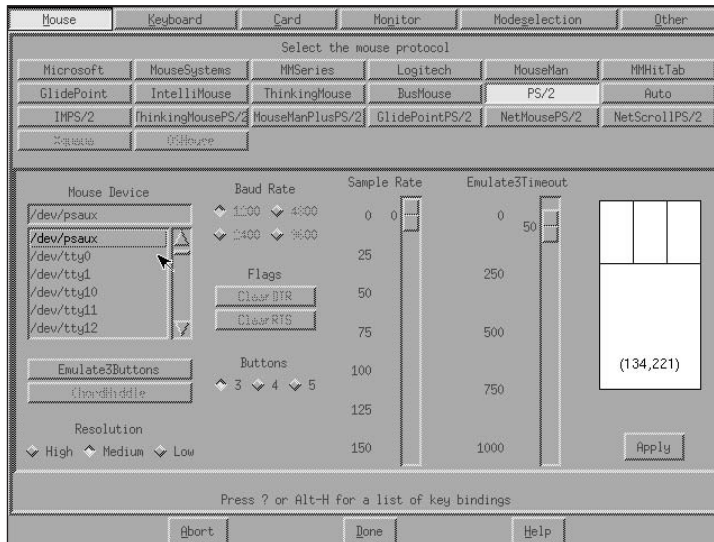 Mouse Keyboard Card Monitor Modeselection Other
Select the mouse protocol
Microsoft MouseSystems MMSeries Logitech MouseMan MMHitTab
GlidePoint IntelliMouse ThinkingMouse BusMouse PS/2 Auto
IMPS/2 ThinkingMousePS/2 MouseManPlusPS/2 GlidePointPS/2 NetMousePS/2 NetScrollPS/2
Xqueue OSMouse
Mouse Device Baud Rate Sample Rate Emulate3Timeout
/dev/psaux 1200 4800 0 0 0 50
/dev/psaux 2400 9600
/dev/tty0 25
/dev/tty1 Flags 250
/dev/tty10 ClearDTR 50
/dev/tty11 ClearRTS
/dev/tty12 75 500
Emulate3Buttons Buttons 100 (134,221)
ChordMiddle 3 4 5 750
Resolution 125
High Medium Low 150 1000 Apply
Press ? or Alt-H for a list of key bindings
Abort Done Help